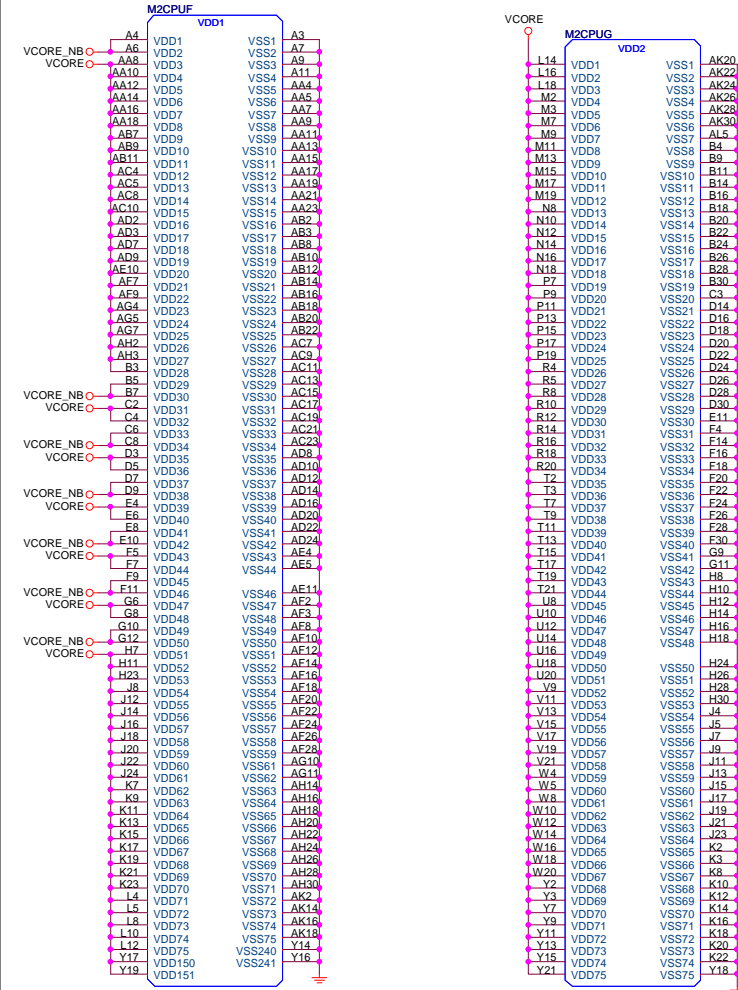 M2CPUF
VDD1
A4 VDD1 VSS1 A3
VCORE_NB A6 VDD2 VSS2 A7
VCORE AA8 VDD3 VSS3 A9
AA10 VDD4 VSS4 A11
AA12 VDD5 VSS5 AA4
AA14 VDD6 VSS6 AA5
AA16 VDD7 VSS7 AA7
AA18 VDD8 VSS8 AA9
AB7 VDD9 VSS9 AA11
AB9 VDD10 VSS10 AA13
AB11 VDD11 VSS11 AA15
AC4 VDD12 VSS12 AA17
AC5 VDD13 VSS13 AA19
AC8 VDD14 VSS14 AA21
AC10 VDD15 VSS15 AA23
AD2 VDD16 VSS16 AB2
AD3 VDD17 VSS17 AB3
AD7 VDD18 VSS18 AB8
AD9 VDD19 VSS19 AB10
AE10 VDD20 VSS20 AB12
AF7 VDD21 VSS21 AB14
AF9 VDD22 VSS22 AB16
AG4 VDD23 VSS23 AB18
AG5 VDD24 VSS24 AB20
AG7 VDD25 VSS25 AB22
AH2 VDD26 VSS26 AC7
AH3 VDD27 VSS27 AC9
B3 VDD28 VSS28 AC11
B5 VDD29 VSS29 AC13
VCORE_NB B7 VDD30 VSS30 AC15
VCORE C2 VDD31 VSS31 AC17
C4 VDD32 VSS32 AC19
C6 VDD33 VSS33 AC21
VCORE_NB C8 VDD34 VSS34 AC23
VCORE D3 VDD35 VSS35 AD8
D5 VDD36 VSS36 AD10
D7 VDD37 VSS37 AD12
VCORE_NB D9 VDD38 VSS38 AD14
VCORE E4 VDD39 VSS39 AD16
E6 VDD40 VSS40 AD20
E8 VDD41 VSS41 AD22
VCORE_NB E10 VDD42 VSS42 AD24
VCORE F5 VDD43 VSS43 AE4
F7 VDD44 VSS44 AE5
F9 VDD45
VCORE_NB F11 VDD46 VSS46 AE11
VCORE G6 VDD47 VSS47 AF2
G8 VDD48 VSS48 AF3
G10 VDD49 VSS49 AF8
VCORE_NB G12 VDD50 VSS50 AF10
VCORE H7 VDD51 VSS51 AF12
H11 VDD52 VSS52 AF14
H23 VDD53 VSS53 AF16
J8 VDD54 VSS54 AF18
J12 VDD55 VSS55 AF20
J14 VDD56 VSS56 AF22
J16 VDD57 VSS57 AF24
J18 VDD58 VSS58 AF26
J20 VDD59 VSS59 AF28
J22 VDD60 VSS61 AG10
J24 VDD61 VSS62 AG11
K7 VDD62 VSS63 AH14
K9 VDD63 VSS64 AH16
K11 VDD64 VSS65 AH18
K13 VDD65 VSS66 AH20
K15 VDD66 VSS67 AH22
K17 VDD67 VSS68 AH24
K19 VDD68 VSS69 AH26
K21 VDD69 VSS70 AH28
K23 VDD70 VSS71 AH30
L4 VDD71 VSS72 AK2
L5 VDD72 VSS73 AK14
L8 VDD73 VSS74 AK16
L10 VDD74 VSS75 AK18
L12 VDD75 VSS240 Y14
Y17 VDD150 VSS241 Y16
Y19 VDD151
VCORE
M2CPUG
VDD2
L14 VDD1 VSS1 AK20
L16 VDD2 VSS2 AK22
L18 VDD3 VSS3 AK24
M2 VDD4 VSS4 AK26
M3 VDD5 VSS5 AK28
M7 VDD6 VSS6 AK30
M9 VDD7 VSS7 AL5
M11 VDD8 VSS8 B4
M13 VDD9 VSS9 B9
M15 VDD10 VSS10 B11
M17 VDD11 VSS11 B14
M19 VDD12 VSS12 B16
N8 VDD13 VSS13 B18
N10 VDD14 VSS14 B20
N12 VDD15 VSS15 B22
N14 VDD16 VSS16 B24
N16 VDD17 VSS17 B26
N18 VDD18 VSS18 B28
P7 VDD19 VSS19 B30
P9 VDD20 VSS20 C3
P11 VDD21 VSS21 D14
P13 VDD22 VSS22 D16
P15 VDD23 VSS23 D18
P17 VDD24 VSS24 D20
P19 VDD25 VSS25 D22
R4 VDD26 VSS26 D24
R5 VDD27 VSS27 D26
R8 VDD28 VSS28 D28
R10 VDD29 VSS29 D30
R12 VDD30 VSS30 E11
R14 VDD31 VSS31 F4
R16 VDD32 VSS32 F14
R18 VDD33 VSS33 F16
R20 VDD34 VSS34 F18
T2 VDD35 VSS35 F20
T3 VDD36 VSS36 F22
T7 VDD37 VSS37 F24
T9 VDD38 VSS38 F26
T11 VDD39 VSS39 F28
T13 VDD40 VSS40 F30
T15 VDD41 VSS41 G9
T17 VDD42 VSS42 G11
T19 VDD43 VSS43 H8
T21 VDD44 VSS44 H10
U8 VDD45 VSS45 H12
U10 VDD46 VSS46 H14
U12 VDD47 VSS47 H16
U14 VDD48 VSS48 H18
U16 VDD49
U18 VDD50 VSS50 H24
U20 VDD51 VSS51 H26
V9 VDD52 VSS52 H28
V11 VDD53 VSS53 H30
V13 VDD54 VSS54 J4
V15 VDD55 VSS55 J5
V17 VDD56 VSS56 J7
V19 VDD57 VSS57 J9
V21 VDD58 VSS58 J11
W4 VDD59 VSS59 J13
W5 VDD60 VSS60 J15
W8 VDD61 VSS61 J17
W10 VDD62 VSS62 J19
W12 VDD63 VSS63 J21
W14 VDD64 VSS64 J23
W16 VDD65 VSS65 K2
W18 VDD66 VSS66 K3
W20 VDD67 VSS67 K8
Y2 VDD68 VSS68 K10
Y3 VDD69 VSS69 K12
Y7 VDD70 VSS70 K14
Y9 VDD71 VSS71 K16
Y11 VDD72 VSS72 K18
Y13 VDD73 VSS73 K20
Y15 VDD74 VSS74 K22
Y21 VDD75 VSS75 Y18